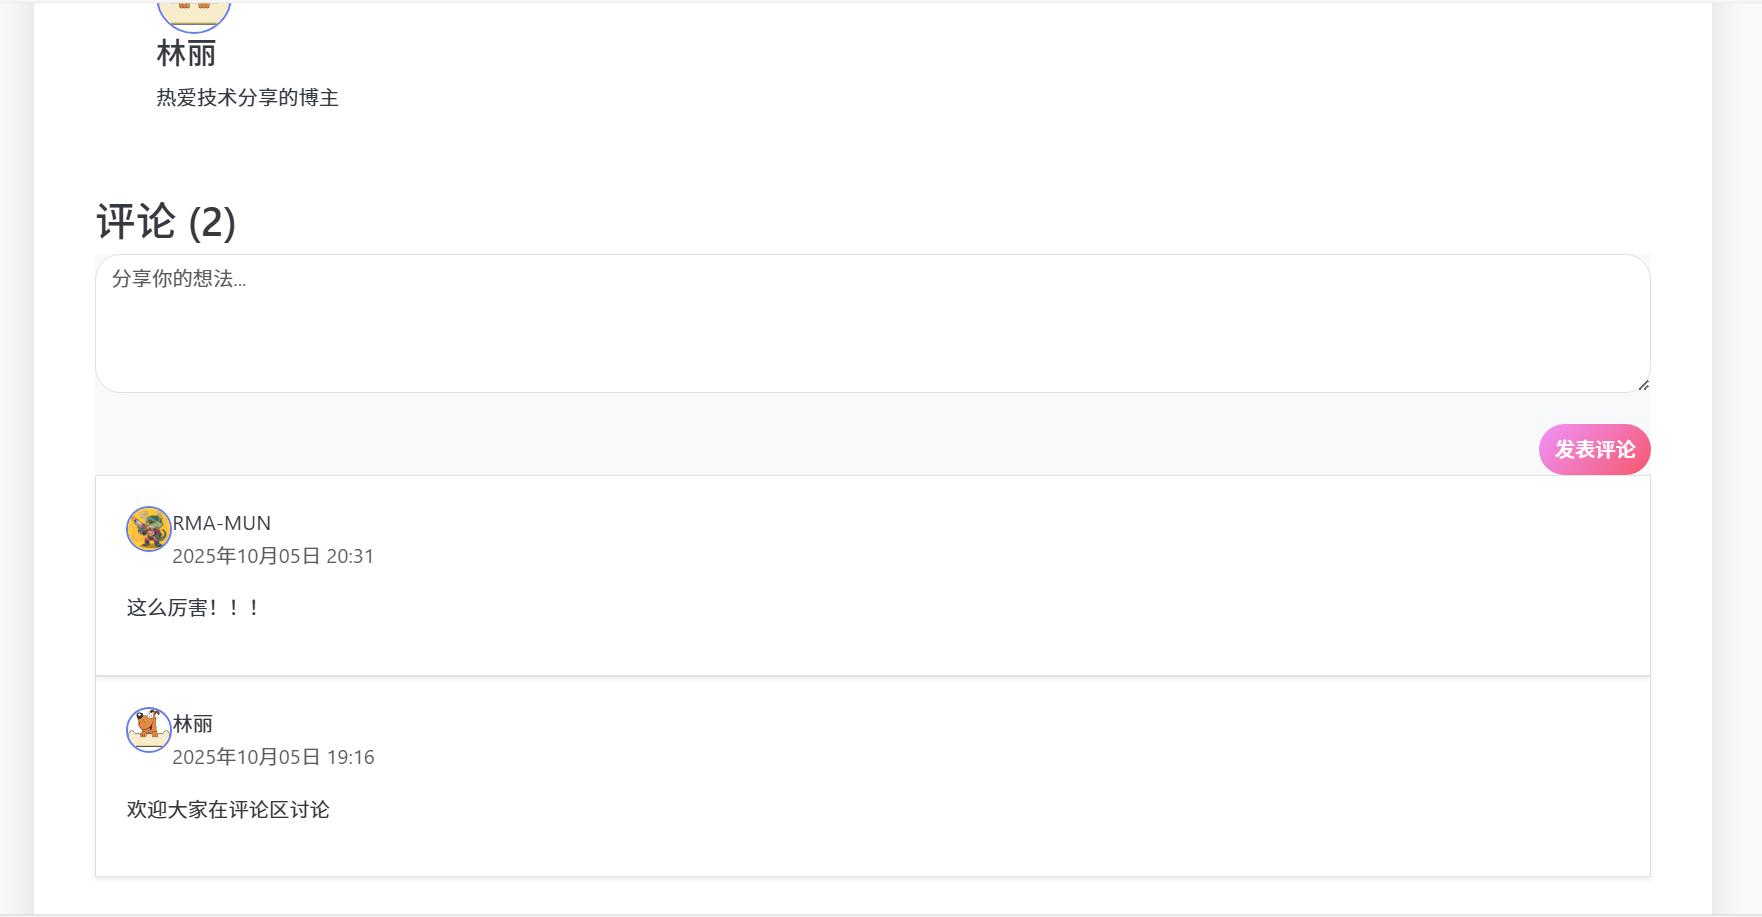 林丽
热爱技术分享的博主
评论 (2)
分享你的想法...
发表评论
RMA-MUN
2025年10月05日 20:31
这么厉害！！！
林丽
2025年10月05日 19:16
欢迎大家在评论区讨论